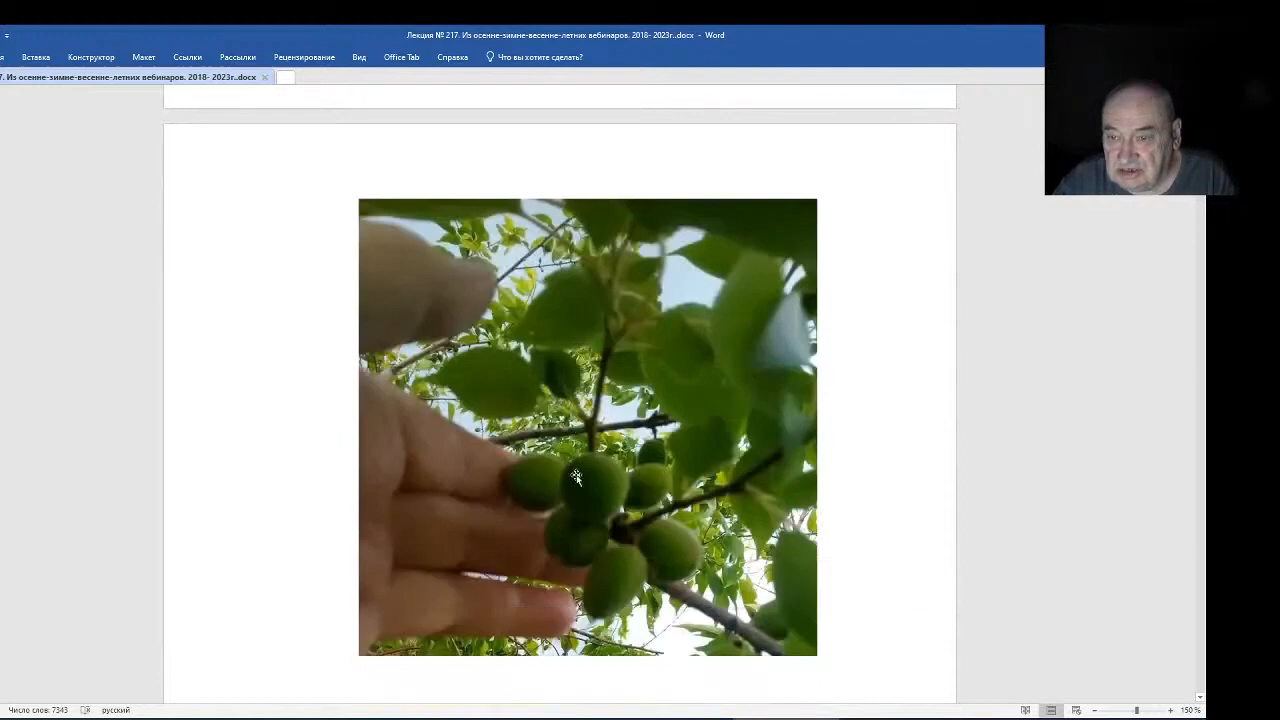 Лекция № 217. Из осенне-зимне-весенне-летних вебинаров. 2018- 2023г..docx - Word
Вставка Конструктор Макет Ссылки Рассылки Рецензирование Вид Office Tab Справка Что вы хотите сделать?
7. Из осенне-зимне-весенне-летних вебинаров. 2018- 2023г..docx
Число слов: 7343 русский 150 %